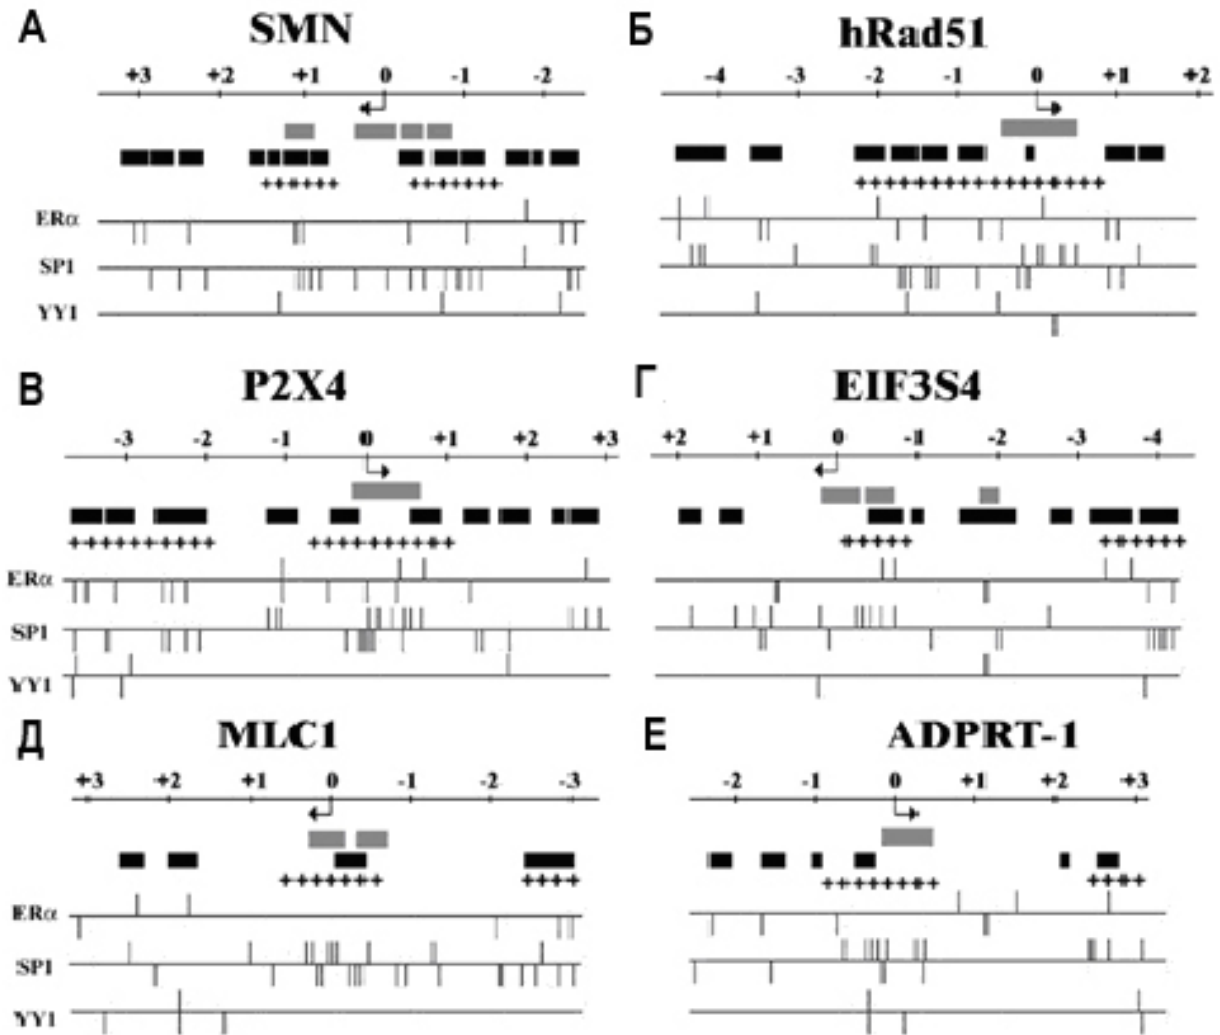 А
SMN
+3 +2 +1 0 -1 -2
+++++++ ++++++++
ERα
SP1
YY1
Б
hRad51
-4 -3 -2 -1 0 +1 +2
++++++++++++++++
В
P2X4
-3 -2 -1 0 +1 +2 +3
+++++++++ +++++++++
ERα
SP1
YY1
Г
EIF3S4
+2 +1 0 -1 -2 -3 -4
+++++ ++++++
Д
MLC1
+3 +2 +1 0 -1 -2 -3
+++++++ ++++
ERα
SP1
YY1
Е
ADPRT-1
-2 -1 0 +1 +2 +3
++++++++ ++++